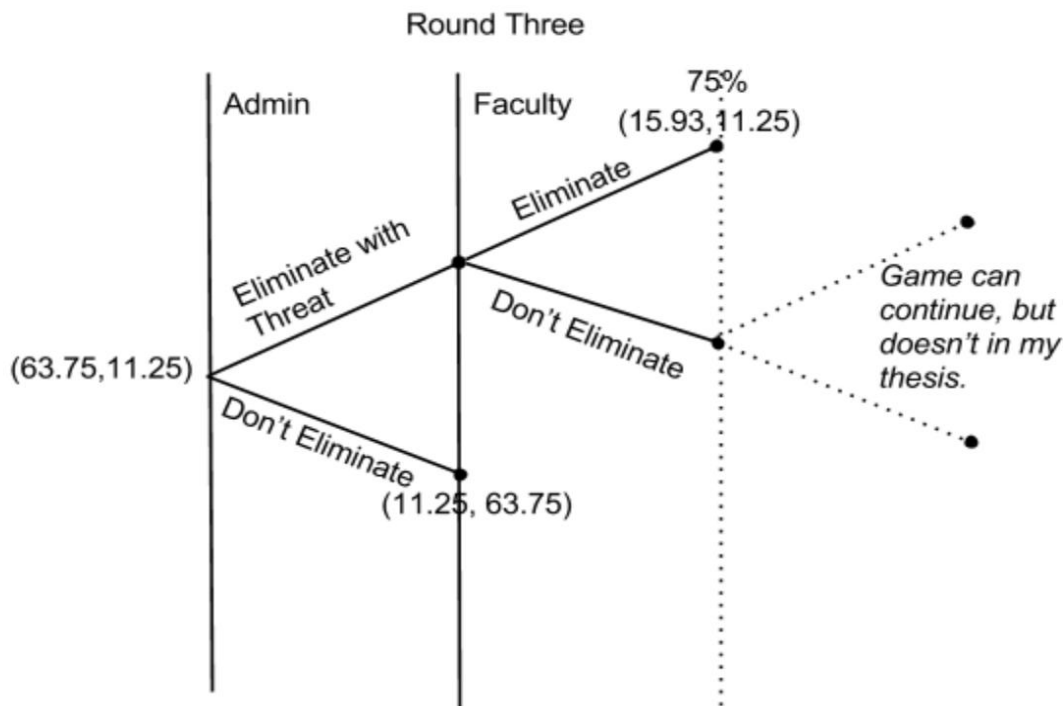 Round Three
Admin
Faculty
75%
(15.93,11.25)
Eliminate
Eliminate with
Threat
Don't Eliminate
Game can
continue, but
doesn't in my
thesis.
(63.75,11.25)
Don't Eliminate
(11.25, 63.75)